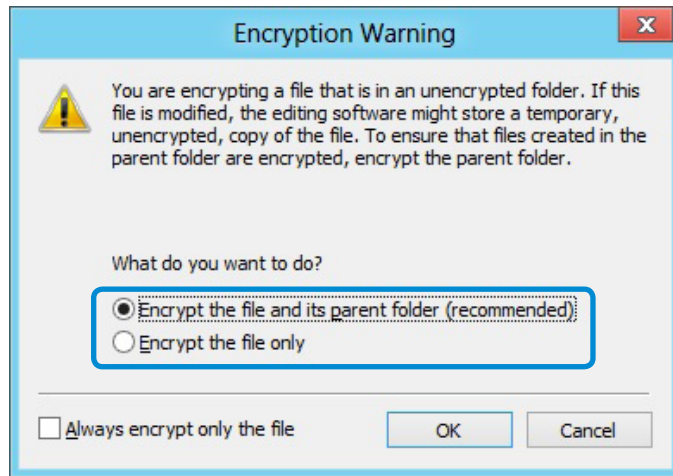 Encryption Warning
You are encrypting a file that is in an unencrypted folder. If this
file is modified, the editing software might store a temporary,
unencrypted, copy of the file. To ensure that files created in the
parent folder are encrypted, encrypt the parent folder.
What do you want to do?
Encrypt the file and its parent folder (recommended)
Encrypt the file only
Always encrypt only the file
OK
Cancel